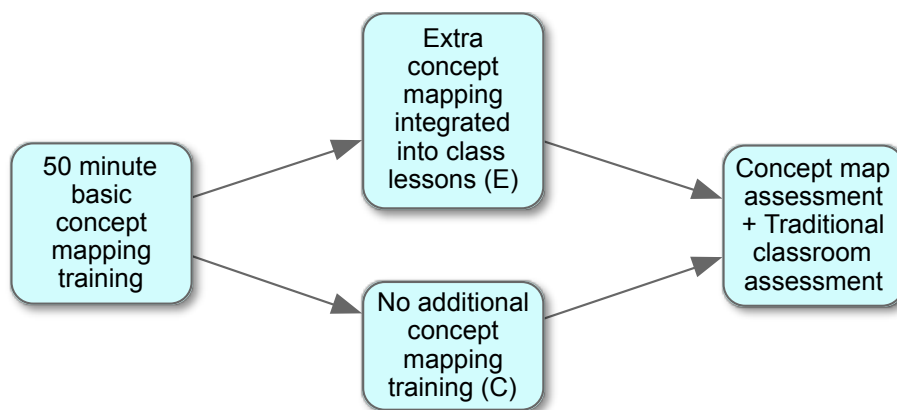 50 minute
basic
concept
mapping
training
Extra
concept
mapping
integrated
into class
lessons (E)
No additional
concept
mapping
training (C)
Concept map
assessment
+ Traditional
classroom
assessment